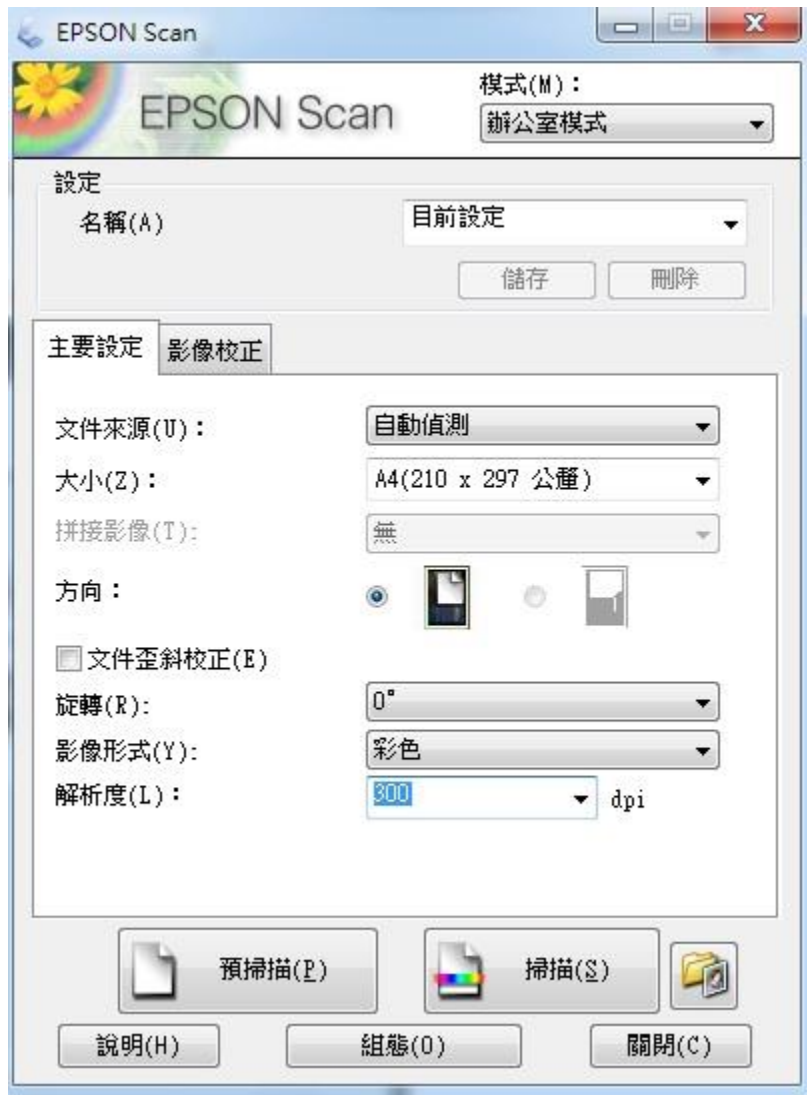 EPSON Scan
EPSON Scan
模式(M)：
辦公室模式
設定
名稱(A)
目前設定
儲存
刪除
主要設定
影像校正
文件來源(U)：
自動偵測
大小(Z)：
A4(210 x 297 公釐)
拼接影像(T):
無
方向：
文件歪斜校正(E)
旋轉(R):
0°
影像形式(Y):
彩色
解析度(L)：
300
dpi
預掃描(P)
掃描(S)
說明(H)
組態(O)
關閉(C)